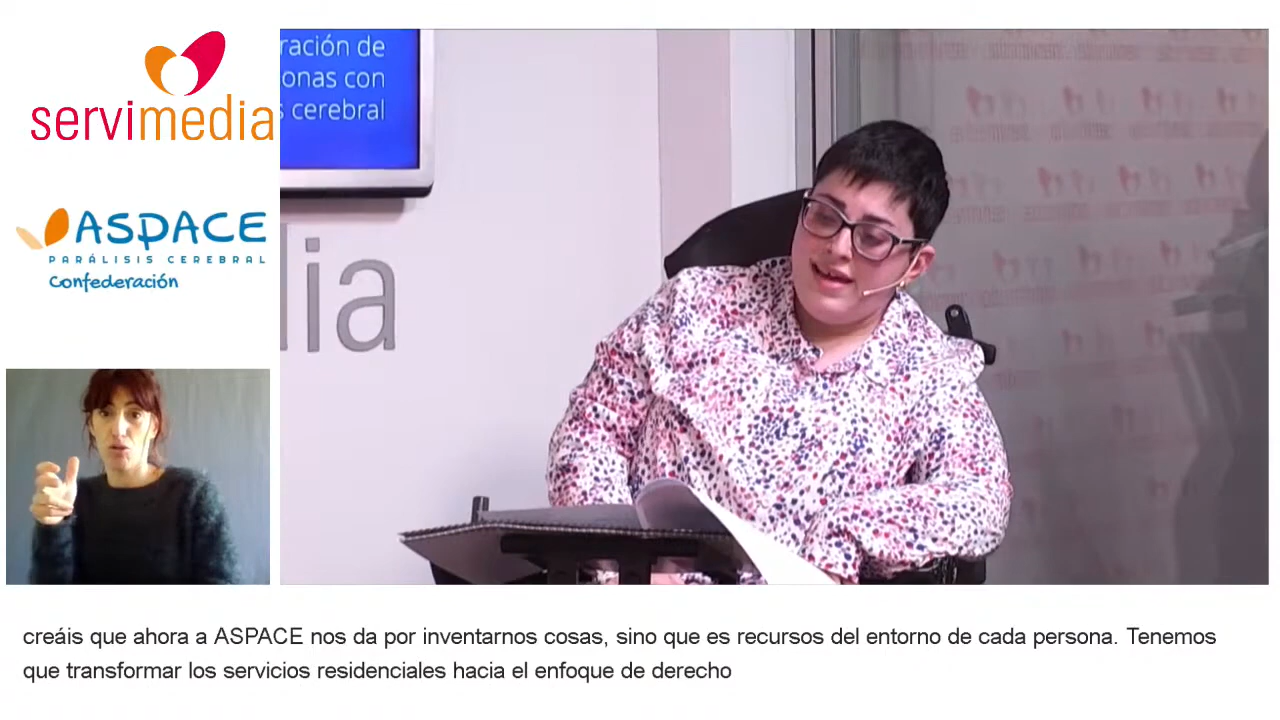 servimedia
ASPACE
PARÁLISIS CEREBRAL
Confederación
ración de
onas con
s cerebral
dia
creáis que ahora a ASPACE nos da por inventarnos cosas, sino que es recursos del entorno de cada persona. Tenemos
que transformar los servicios residenciales hacia el enfoque de derecho